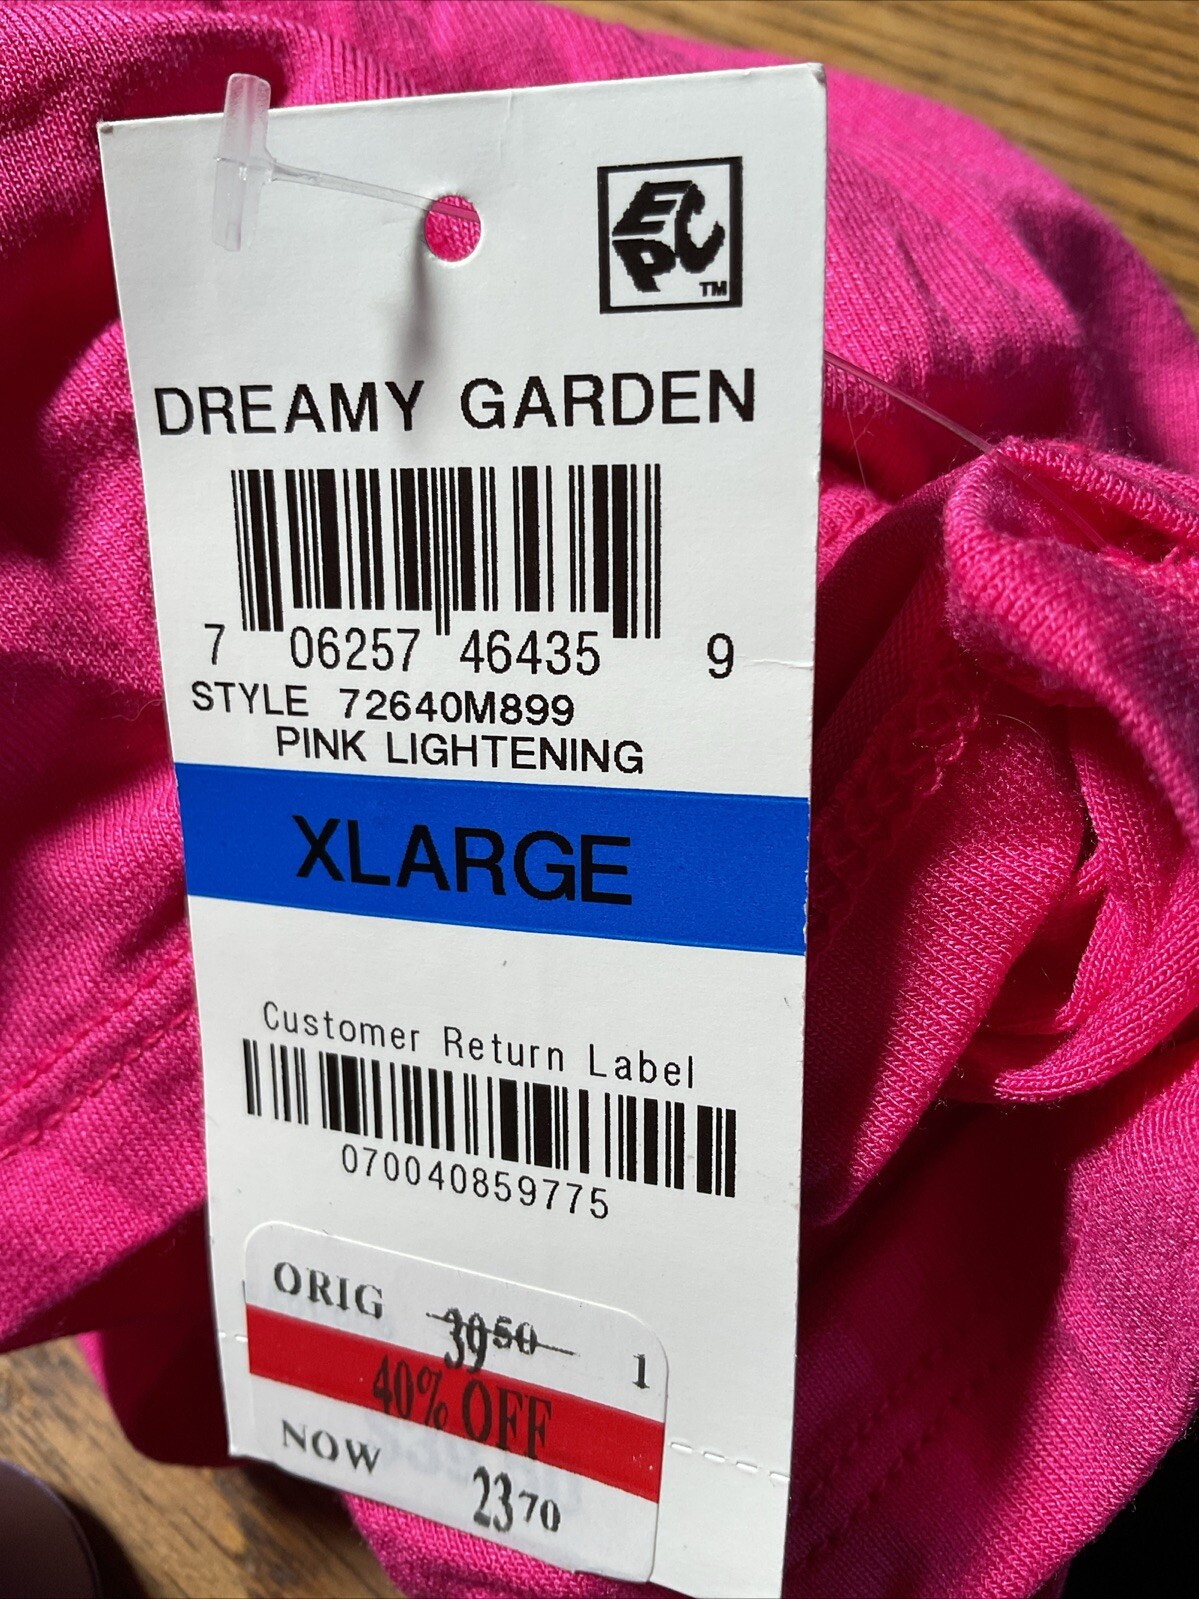 EPC
TM
DREAMY GARDEN
7 06257 46435 9
STYLE 72640M899
PINK LIGHTENING
XLARGE
Customer Return Label
070040859775
ORIG 39.50 1
40% OFF
NOW 23.70